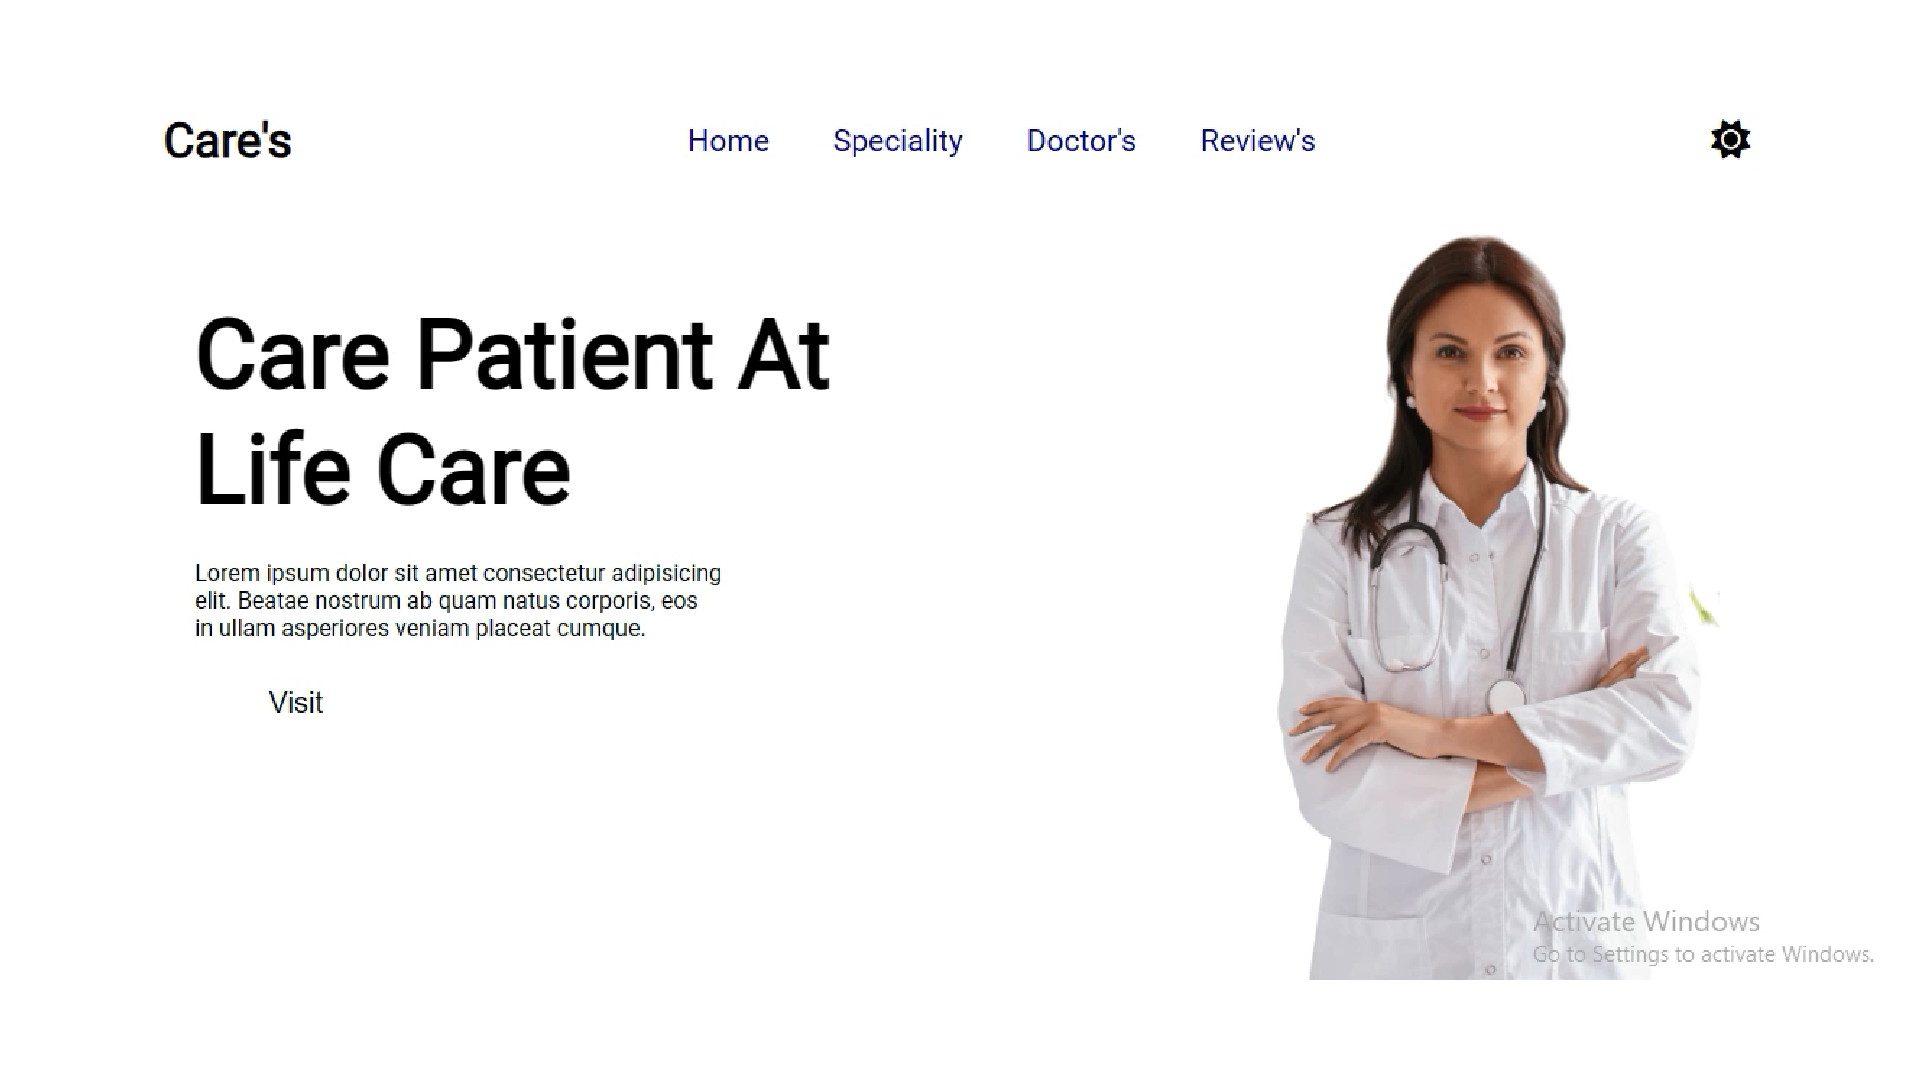 Care's
Home Speciality Doctor's Review's
Care Patient At
Life Care
Lorem ipsum dolor sit amet consectetur adipisicing
elit. Beatae nostrum ab quam natus corporis, eos
in ullam asperiores veniam placeat cumque.
Visit
Activate Windows
Go to Settings to activate Windows.